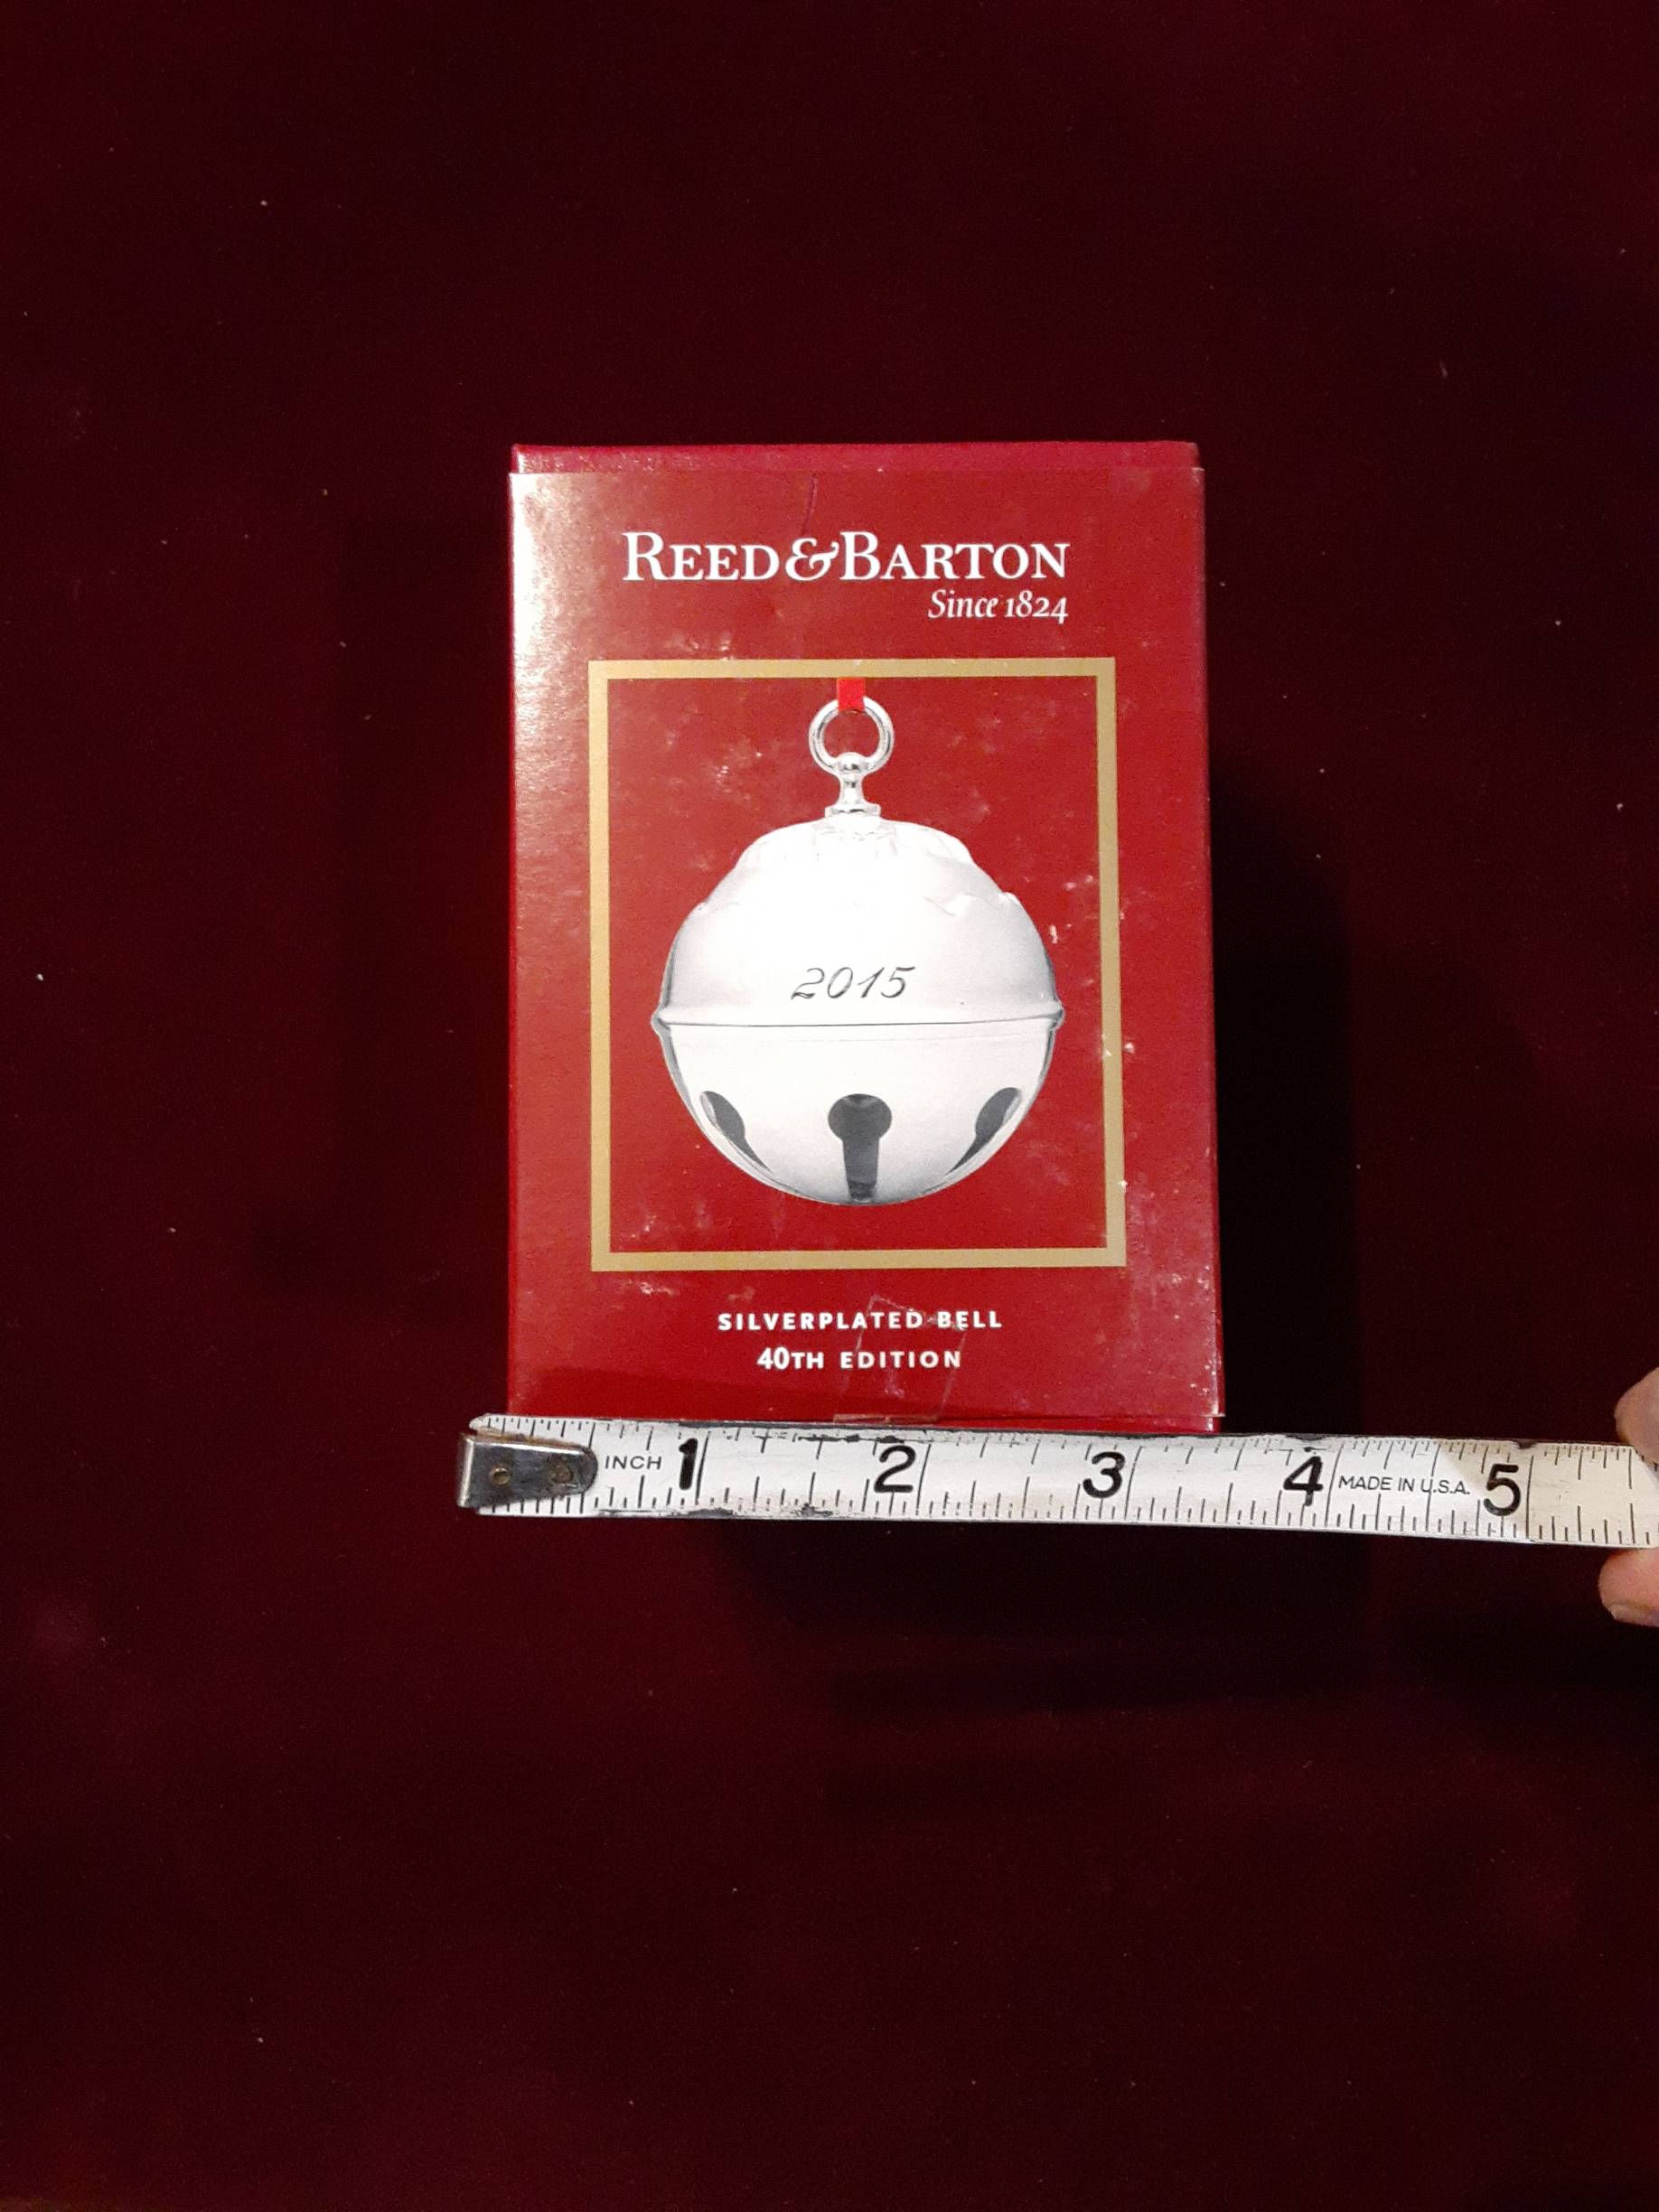 REED & BARTON
Since 1824
2015
SILVERPLATED BELL
40TH EDITION
INCH 1 2 3 4 MADE IN U.S.A. 5